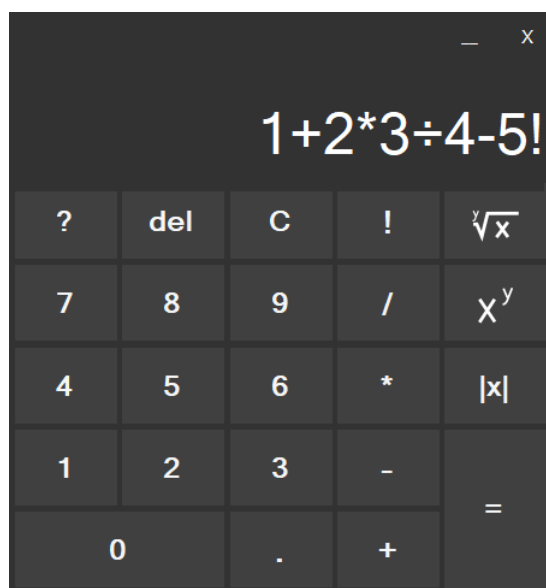 _ X
1+2*3÷4-5!
? del C ! y√x
7 8 9 / xʸ
4 5 6 * |x|
1 2 3 -
=
0 . +